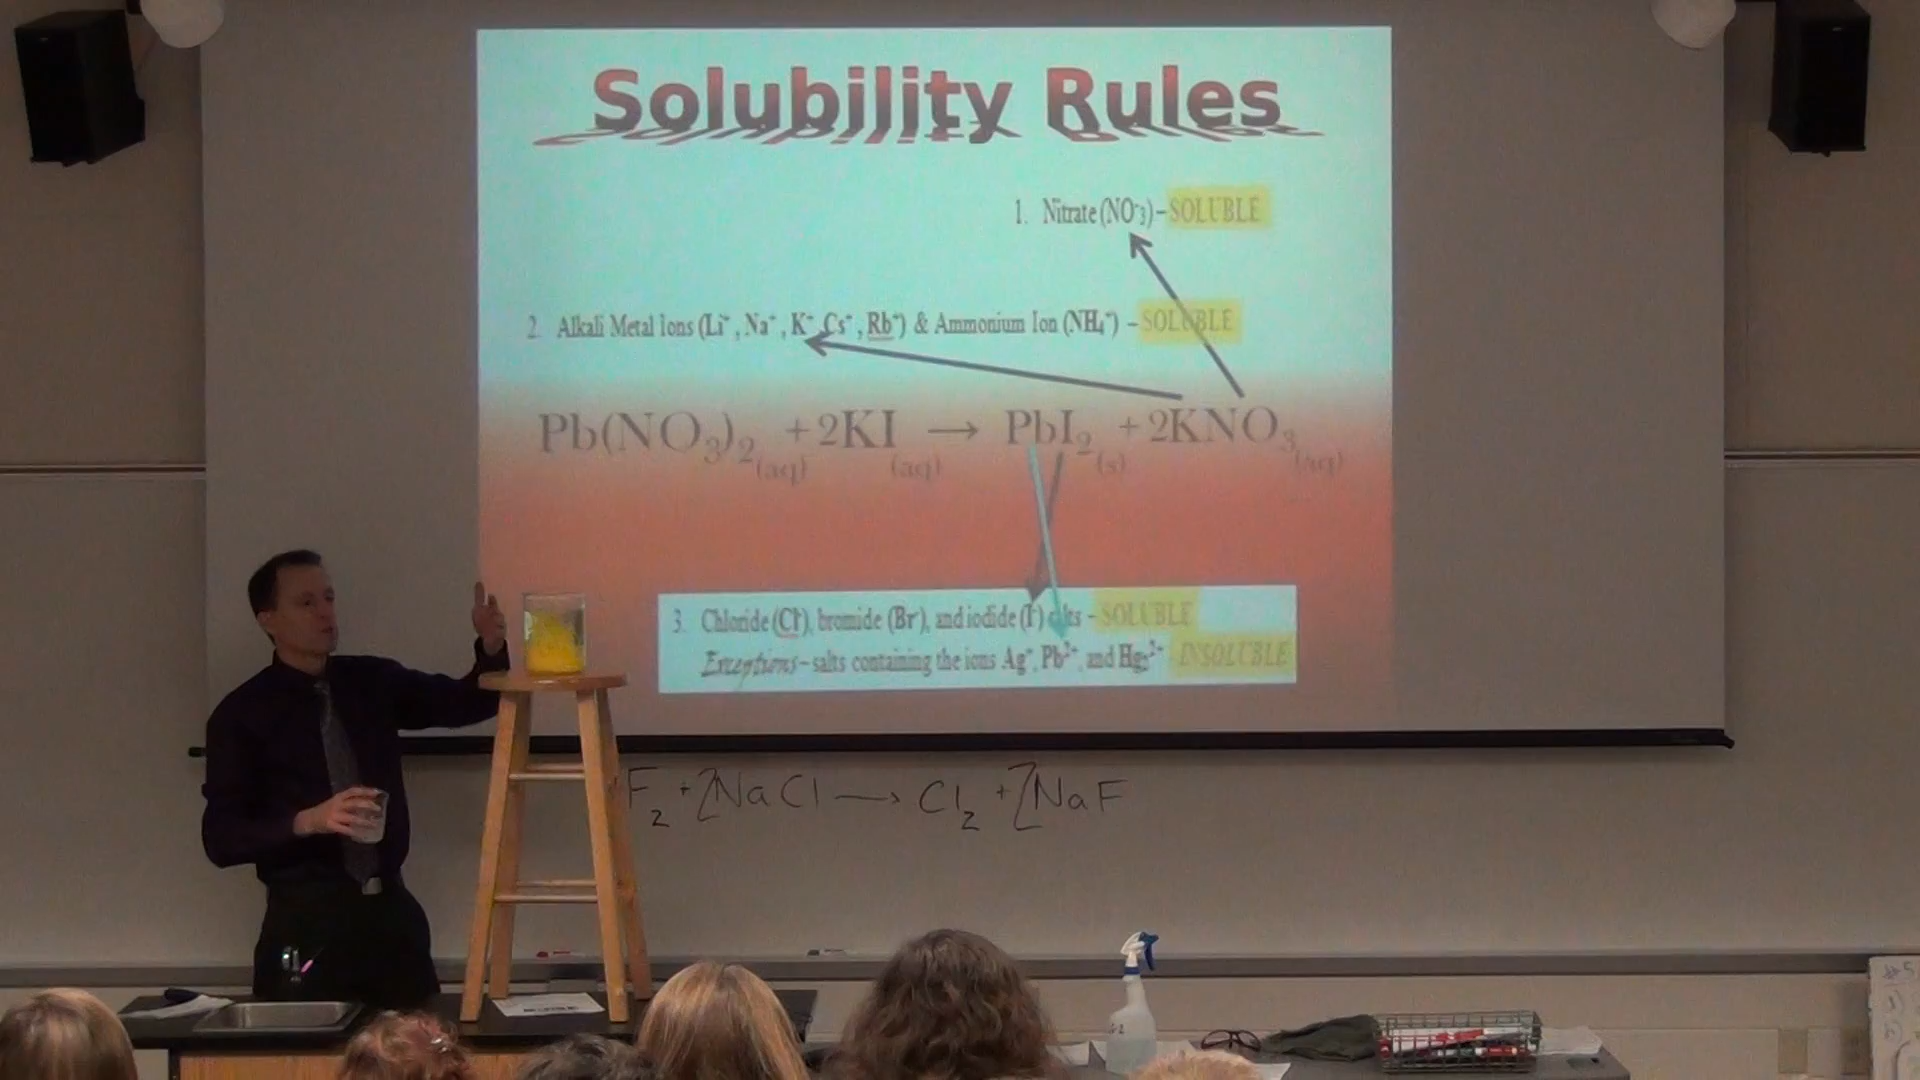 Solubility Rules
1. Nitrate (NO⁻₃) – SOLUBLE
2. Alkali Metal Ions (Li⁺, Na⁺, K⁺ Cs⁺, Rb⁺) & Ammonium Ion (NH₄⁺) – SOLUBLE
Pb(NO₃)₂(aq) + 2KI(aq) → PbI₂(s) + 2KNO₃(aq)
3. Chloride (Cl⁻), bromide (Br⁻), and iodide (I⁻) salts – SOLUBLE
Exceptions – salts containing the ions Ag⁺, Pb²⁺, and Hg₂²⁺ - INSOLUBLE
F₂ + 2NaCl → Cl₂ + 2NaF